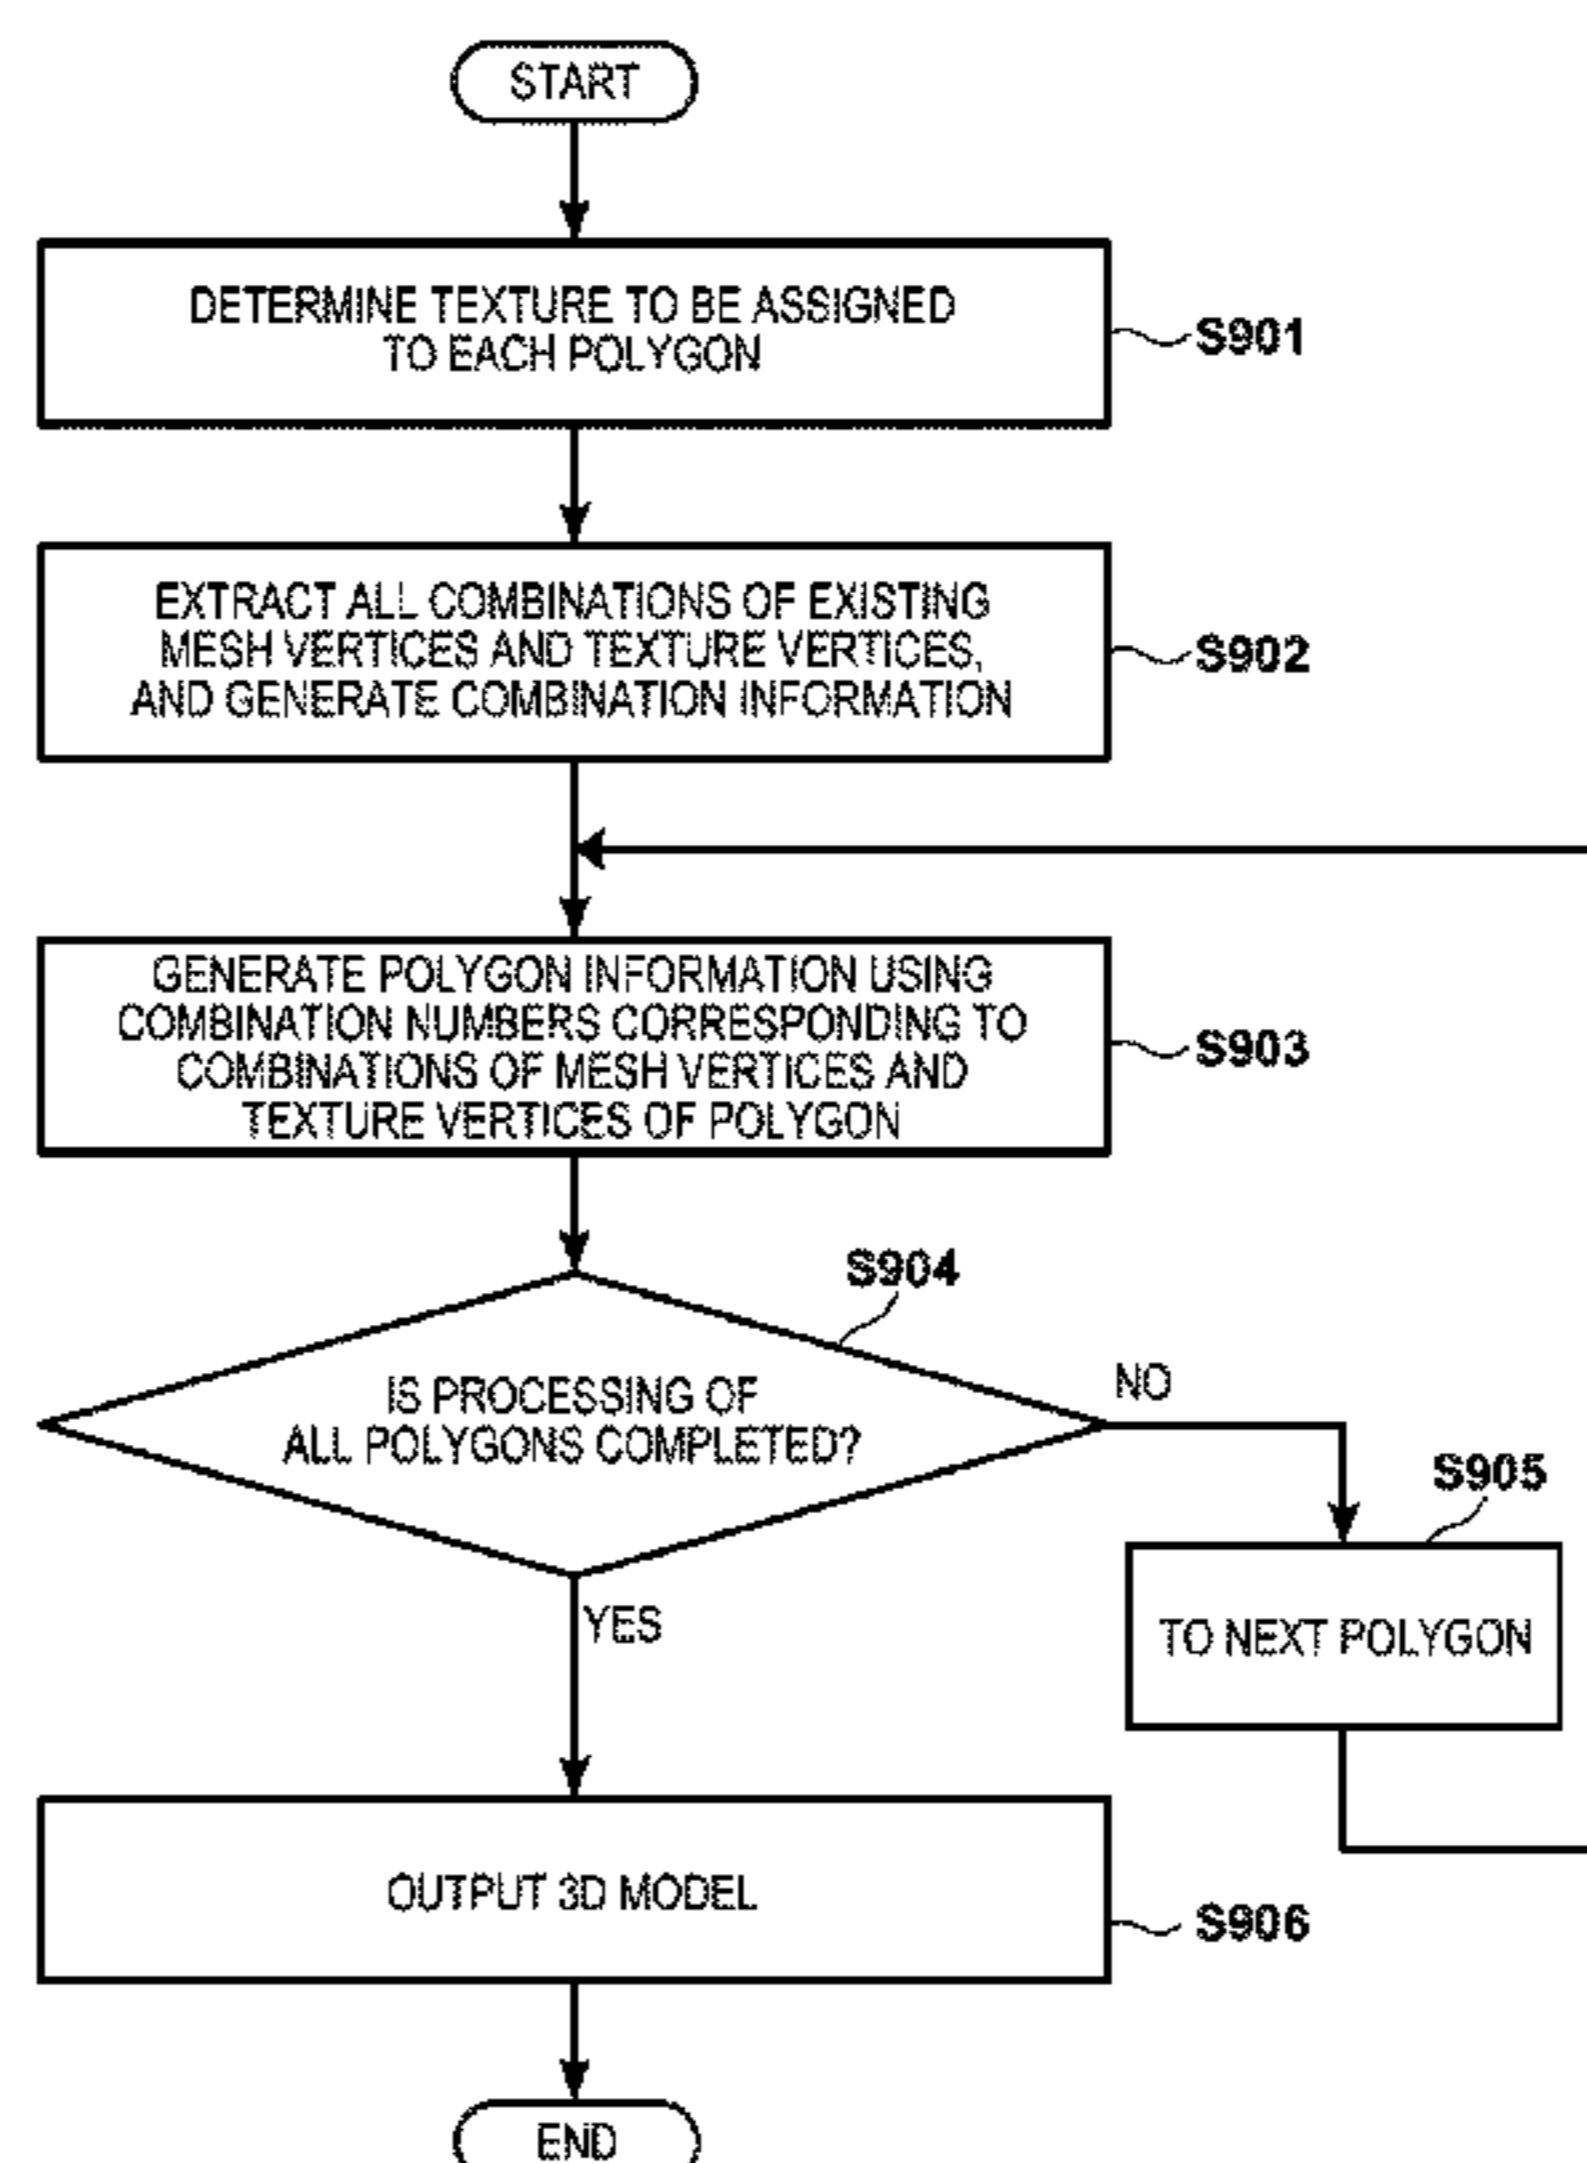 START
DETERMINE TEXTURE TO BE ASSIGNED
TO EACH POLYGON
S901
EXTRACT ALL COMBINATIONS OF EXISTING
MESH VERTICES AND TEXTURE VERTICES,
AND GENERATE COMBINATION INFORMATION
S902
GENERATE POLYGON INFORMATION USING
COMBINATION NUMBERS CORRESPONDING TO
COMBINATIONS OF MESH VERTICES AND
TEXTURE VERTICES OF POLYGON
S903
S904
IS PROCESSING OF
ALL POLYGONS COMPLETED?
NO
S905
TO NEXT POLYGON
YES
OUTPUT 3D MODEL
S906
END